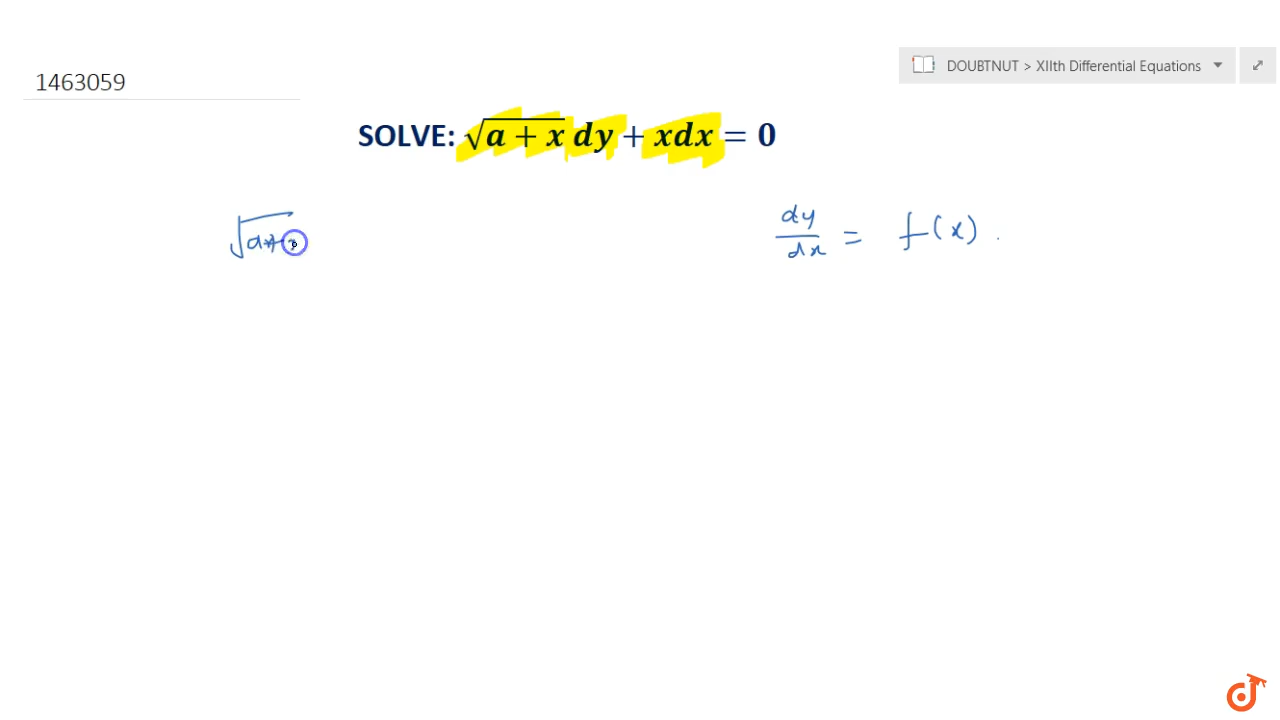 1463059
DOUBTNUT > XIIth Differential Equations
SOLVE: √(a + x) dy + xdx = 0
dy/dx = f(x).